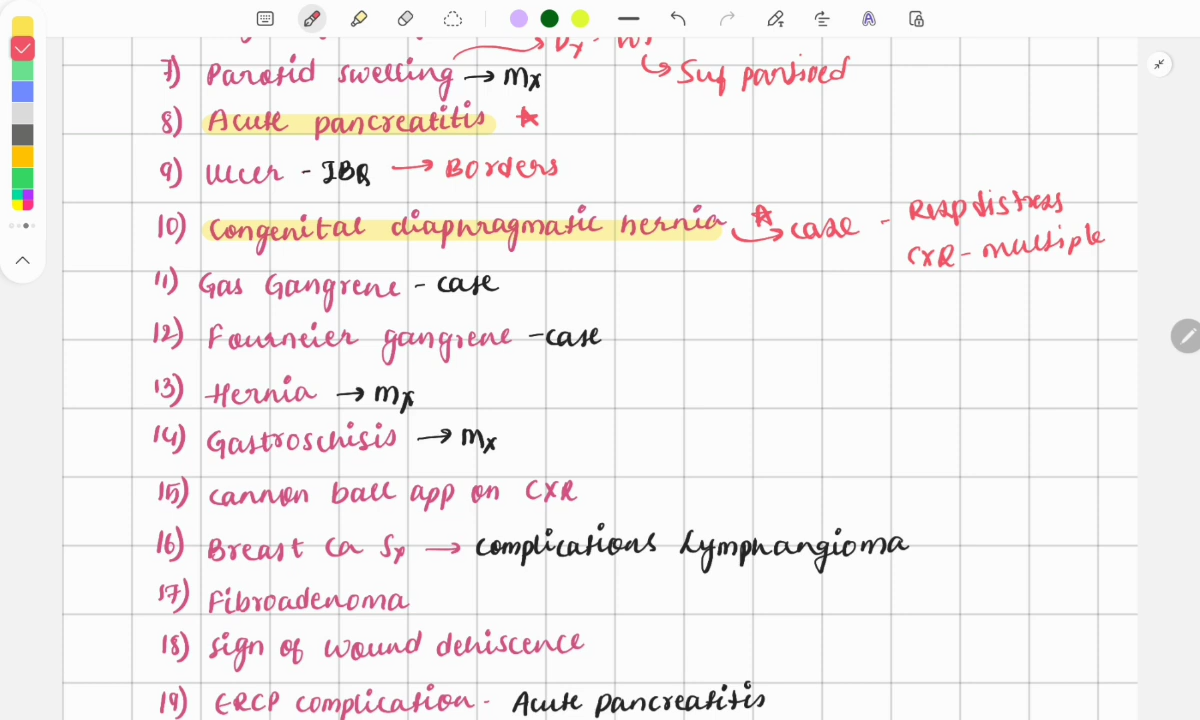 7) Parotid swelling → Mx
↳ Suf parotied
8) Acute pancreatitis ☆
9) Ulcer - IBQ → Borders
10) Congenital diaphragmatic hernia ☆ → case - Resp distress
CXR - multiple
11) Gas Gangrene - case
12) Fourneier gangrene - case
13) Hernia → Mx
14) Gastroschisis → Mx
15) cannon ball app on CXR
16) Breast Ca Sx → complications Lymphangioma
17) Fibroadenoma
18) sign of wound dehiscence
19) ERCP complication - Acute pancreatitis